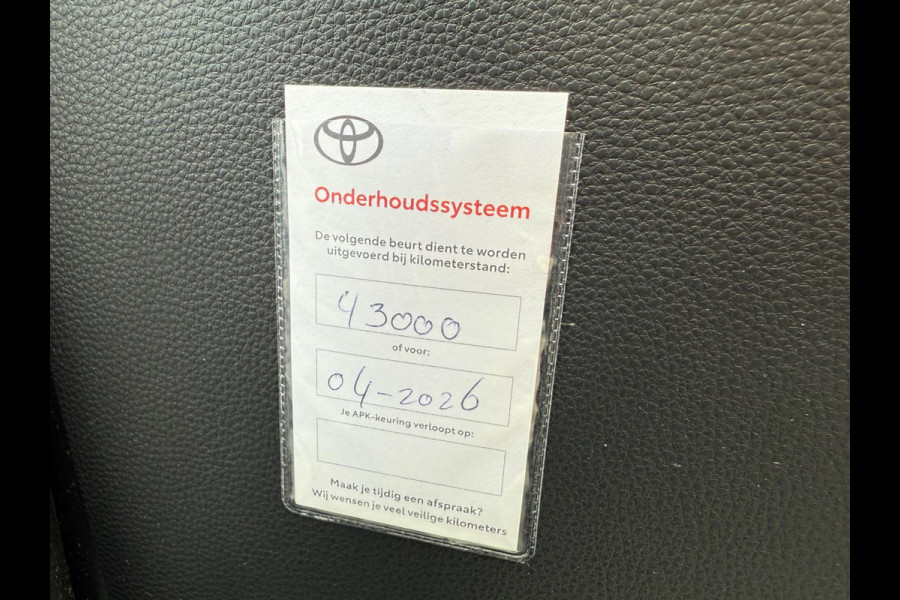 Onderhoudssysteem
De volgende beurt dient te worden
uitgevoerd bij kilometerstand:
43000
of voor:
04-2026
Je APK-keuring verloopt op:
Maak je tijdig een afspraak?
Wij wensen je veel veilige kilometers